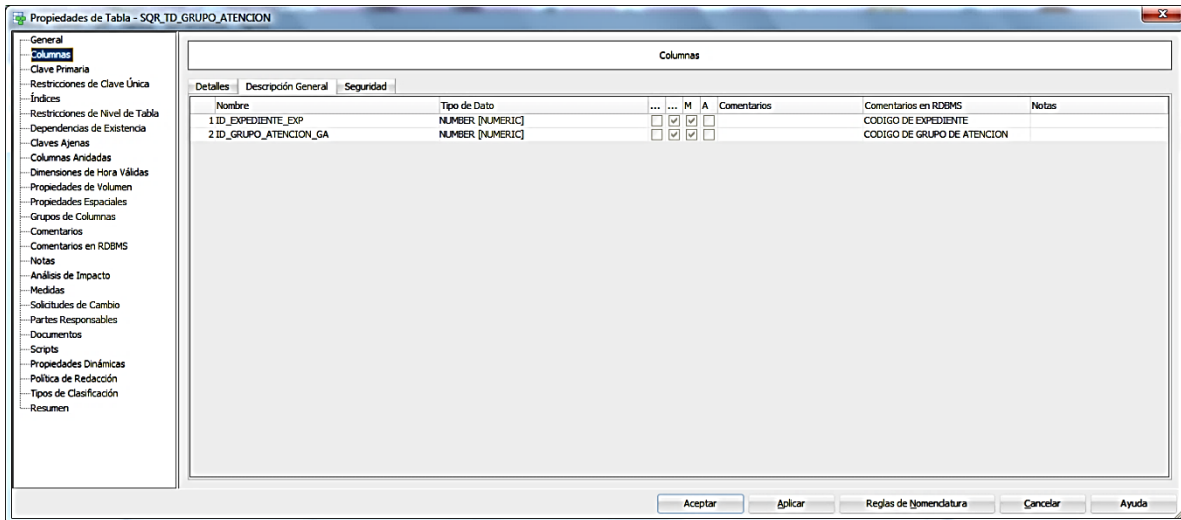 Propiedades de Tabla - SQR_TD_GRUPO_ATENCION
General
Columnas
Clave Primaria
Restricciones de Clave Única
Índices
Restricciones de Nivel de Tabla
Dependencias de Existencia
Claves Ajenas
Columnas Anidadas
Dimensiones de Hora Válidas
Propiedades de Volumen
Propiedades Espaciales
Grupos de Columnas
Comentarios
Comentarios en RDBMS
Notas
Análisis de Impacto
Medidas
Solicitudes de Cambio
Partes Responsables
Documentos
Scripts
Propiedades Dinámicas
Política de Redacción
Tipos de Clasificación
Resumen
Columnas
Detalles Descripción General Seguridad
Nombre Tipo de Dato ... ... M A Comentarios Comentarios en RDBMS Notas
1 ID_EXPEDIENTE_EXP NUMBER [NUMERIC] CODIGO DE EXPEDIENTE
2 ID_GRUPO_ATENCION_GA NUMBER [NUMERIC] CODIGO DE GRUPO DE ATENCION
Aceptar Aplicar Reglas de Nomenclatura Cancelar Ayuda